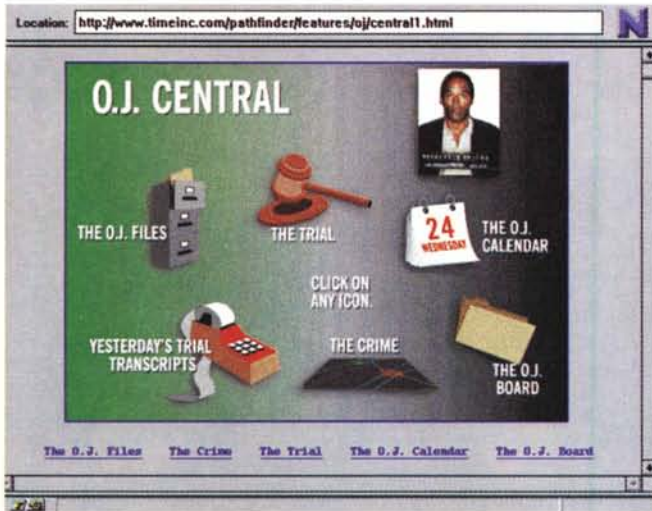 Location: http://www.timeinc.com/pathfinder/features/oj/central1.html
N
O.J. CENTRAL
THE O.J. FILES
THE TRIAL
24
WEDNESDAY
THE O.J.
CALENDAR
CLICK ON
ANY ICON.
YESTERDAY'S TRIAL
TRANSCRIPTS
THE CRIME
THE O.J.
BOARD
The O.J. Files The Crime The Trial The O.J. Calendar The O.J. Board